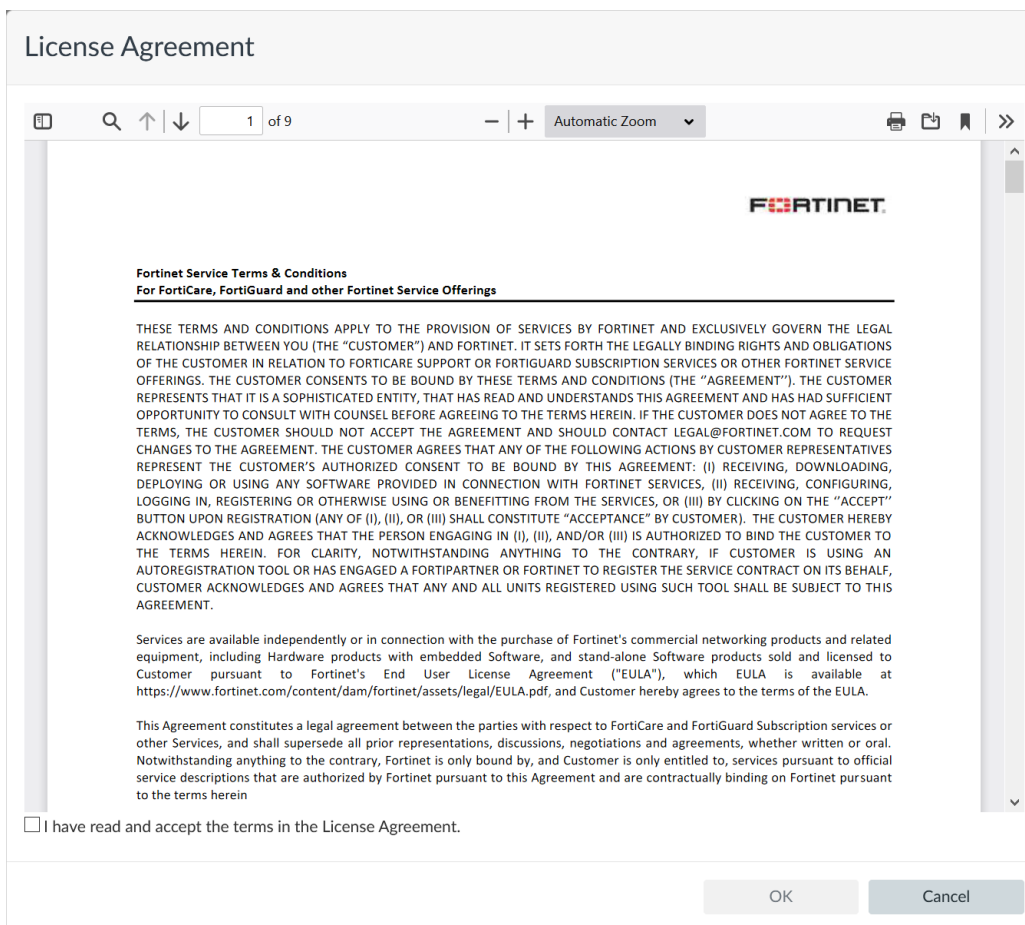 License Agreement
1 of 9
Automatic Zoom
FORTINET
Fortinet Service Terms & Conditions
For FortiCare, FortiGuard and other Fortinet Service Offerings
THESE TERMS AND CONDITIONS APPLY TO THE PROVISION OF SERVICES BY FORTINET AND EXCLUSIVELY GOVERN THE LEGAL
RELATIONSHIP BETWEEN YOU (THE “CUSTOMER”) AND FORTINET. IT SETS FORTH THE LEGALLY BINDING RIGHTS AND OBLIGATIONS
OF THE CUSTOMER IN RELATION TO FORTICARE SUPPORT OR FORTIGUARD SUBSCRIPTION SERVICES OR OTHER FORTINET SERVICE
OFFERINGS. THE CUSTOMER CONSENTS TO BE BOUND BY THESE TERMS AND CONDITIONS (THE ‘‘AGREEMENT’’). THE CUSTOMER
REPRESENTS THAT IT IS A SOPHISTICATED ENTITY, THAT HAS READ AND UNDERSTANDS THIS AGREEMENT AND HAS HAD SUFFICIENT
OPPORTUNITY TO CONSULT WITH COUNSEL BEFORE AGREEING TO THE TERMS HEREIN. IF THE CUSTOMER DOES NOT AGREE TO THE
TERMS, THE CUSTOMER SHOULD NOT ACCEPT THE AGREEMENT AND SHOULD CONTACT LEGAL@FORTINET.COM TO REQUEST
CHANGES TO THE AGREEMENT. THE CUSTOMER AGREES THAT ANY OF THE FOLLOWING ACTIONS BY CUSTOMER REPRESENTATIVES
REPRESENT THE CUSTOMER’S AUTHORIZED CONSENT TO BE BOUND BY THIS AGREEMENT: (I) RECEIVING, DOWNLOADING,
DEPLOYING OR USING ANY SOFTWARE PROVIDED IN CONNECTION WITH FORTINET SERVICES, (II) RECEIVING, CONFIGURING,
LOGGING IN, REGISTERING OR OTHERWISE USING OR BENEFITTING FROM THE SERVICES, OR (III) BY CLICKING ON THE ‘‘ACCEPT’’
BUTTON UPON REGISTRATION (ANY OF (I), (II), OR (III) SHALL CONSTITUTE “ACCEPTANCE” BY CUSTOMER). THE CUSTOMER HEREBY
ACKNOWLEDGES AND AGREES THAT THE PERSON ENGAGING IN (I), (II), AND/OR (III) IS AUTHORIZED TO BIND THE CUSTOMER TO
THE TERMS HEREIN. FOR CLARITY, NOTWITHSTANDING ANYTHING TO THE CONTRARY, IF CUSTOMER IS USING AN
AUTOREGISTRATION TOOL OR HAS ENGAGED A FORTIPARTNER OR FORTINET TO REGISTER THE SERVICE CONTRACT ON ITS BEHALF,
CUSTOMER ACKNOWLEDGES AND AGREES THAT ANY AND ALL UNITS REGISTERED USING SUCH TOOL SHALL BE SUBJECT TO THIS
AGREEMENT.
Services are available independently or in connection with the purchase of Fortinet's commercial networking products and related
equipment, including Hardware products with embedded Software, and stand-alone Software products sold and licensed to
Customer pursuant to Fortinet's End User License Agreement ("EULA"), which EULA is available at
https://www.fortinet.com/content/dam/fortinet/assets/legal/EULA.pdf, and Customer hereby agrees to the terms of the EULA.
This Agreement constitutes a legal agreement between the parties with respect to FortiCare and FortiGuard Subscription services or
other Services, and shall supersede all prior representations, discussions, negotiations and agreements, whether written or oral.
Notwithstanding anything to the contrary, Fortinet is only bound by, and Customer is only entitled to, services pursuant to official
service descriptions that are authorized by Fortinet pursuant to this Agreement and are contractually binding on Fortinet pursuant
to the terms herein
I have read and accept the terms in the License Agreement.
OK
Cancel